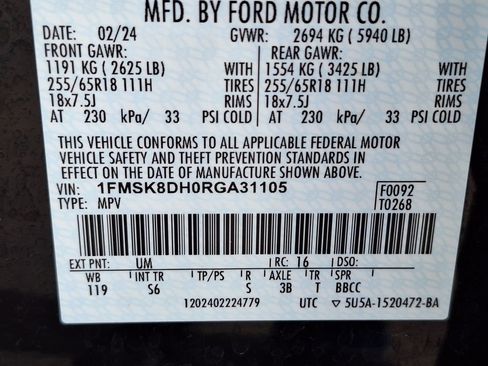 MFD. BY FORD MOTOR CO.
DATE: 02/24 GVWR: 2694 KG ( 5940 LB)
FRONT GAWR: REAR GAWR:
1191 KG ( 2625 LB) WITH 1554 KG ( 3425 LB) WITH
255/65R18 111H TIRES 255/65R18 111H TIRES
18x7.5J RIMS 18x7.5J RIMS
AT 230 kPa/ 33 PSI COLD AT 230 kPa/ 33 PSI COLD
THIS VEHICLE CONFORMS TO ALL APPLICABLE FEDERAL MOTOR
VEHICLE SAFETY AND THEFT PREVENTION STANDARDS IN
EFFECT ON THE DATE OF MANUFACTURE SHOWN ABOVE.
VIN: 1FMSK8DH0RGA31105 F0092
TYPE: MPV T0268
EXT PNT: UM RC: 16 DSO:
WB INT TR TP/PS R AXLE TR SPR
119 S6 S 3B T BBCC
1202402224779 UTC ▽ 5U5A-1520472-BA